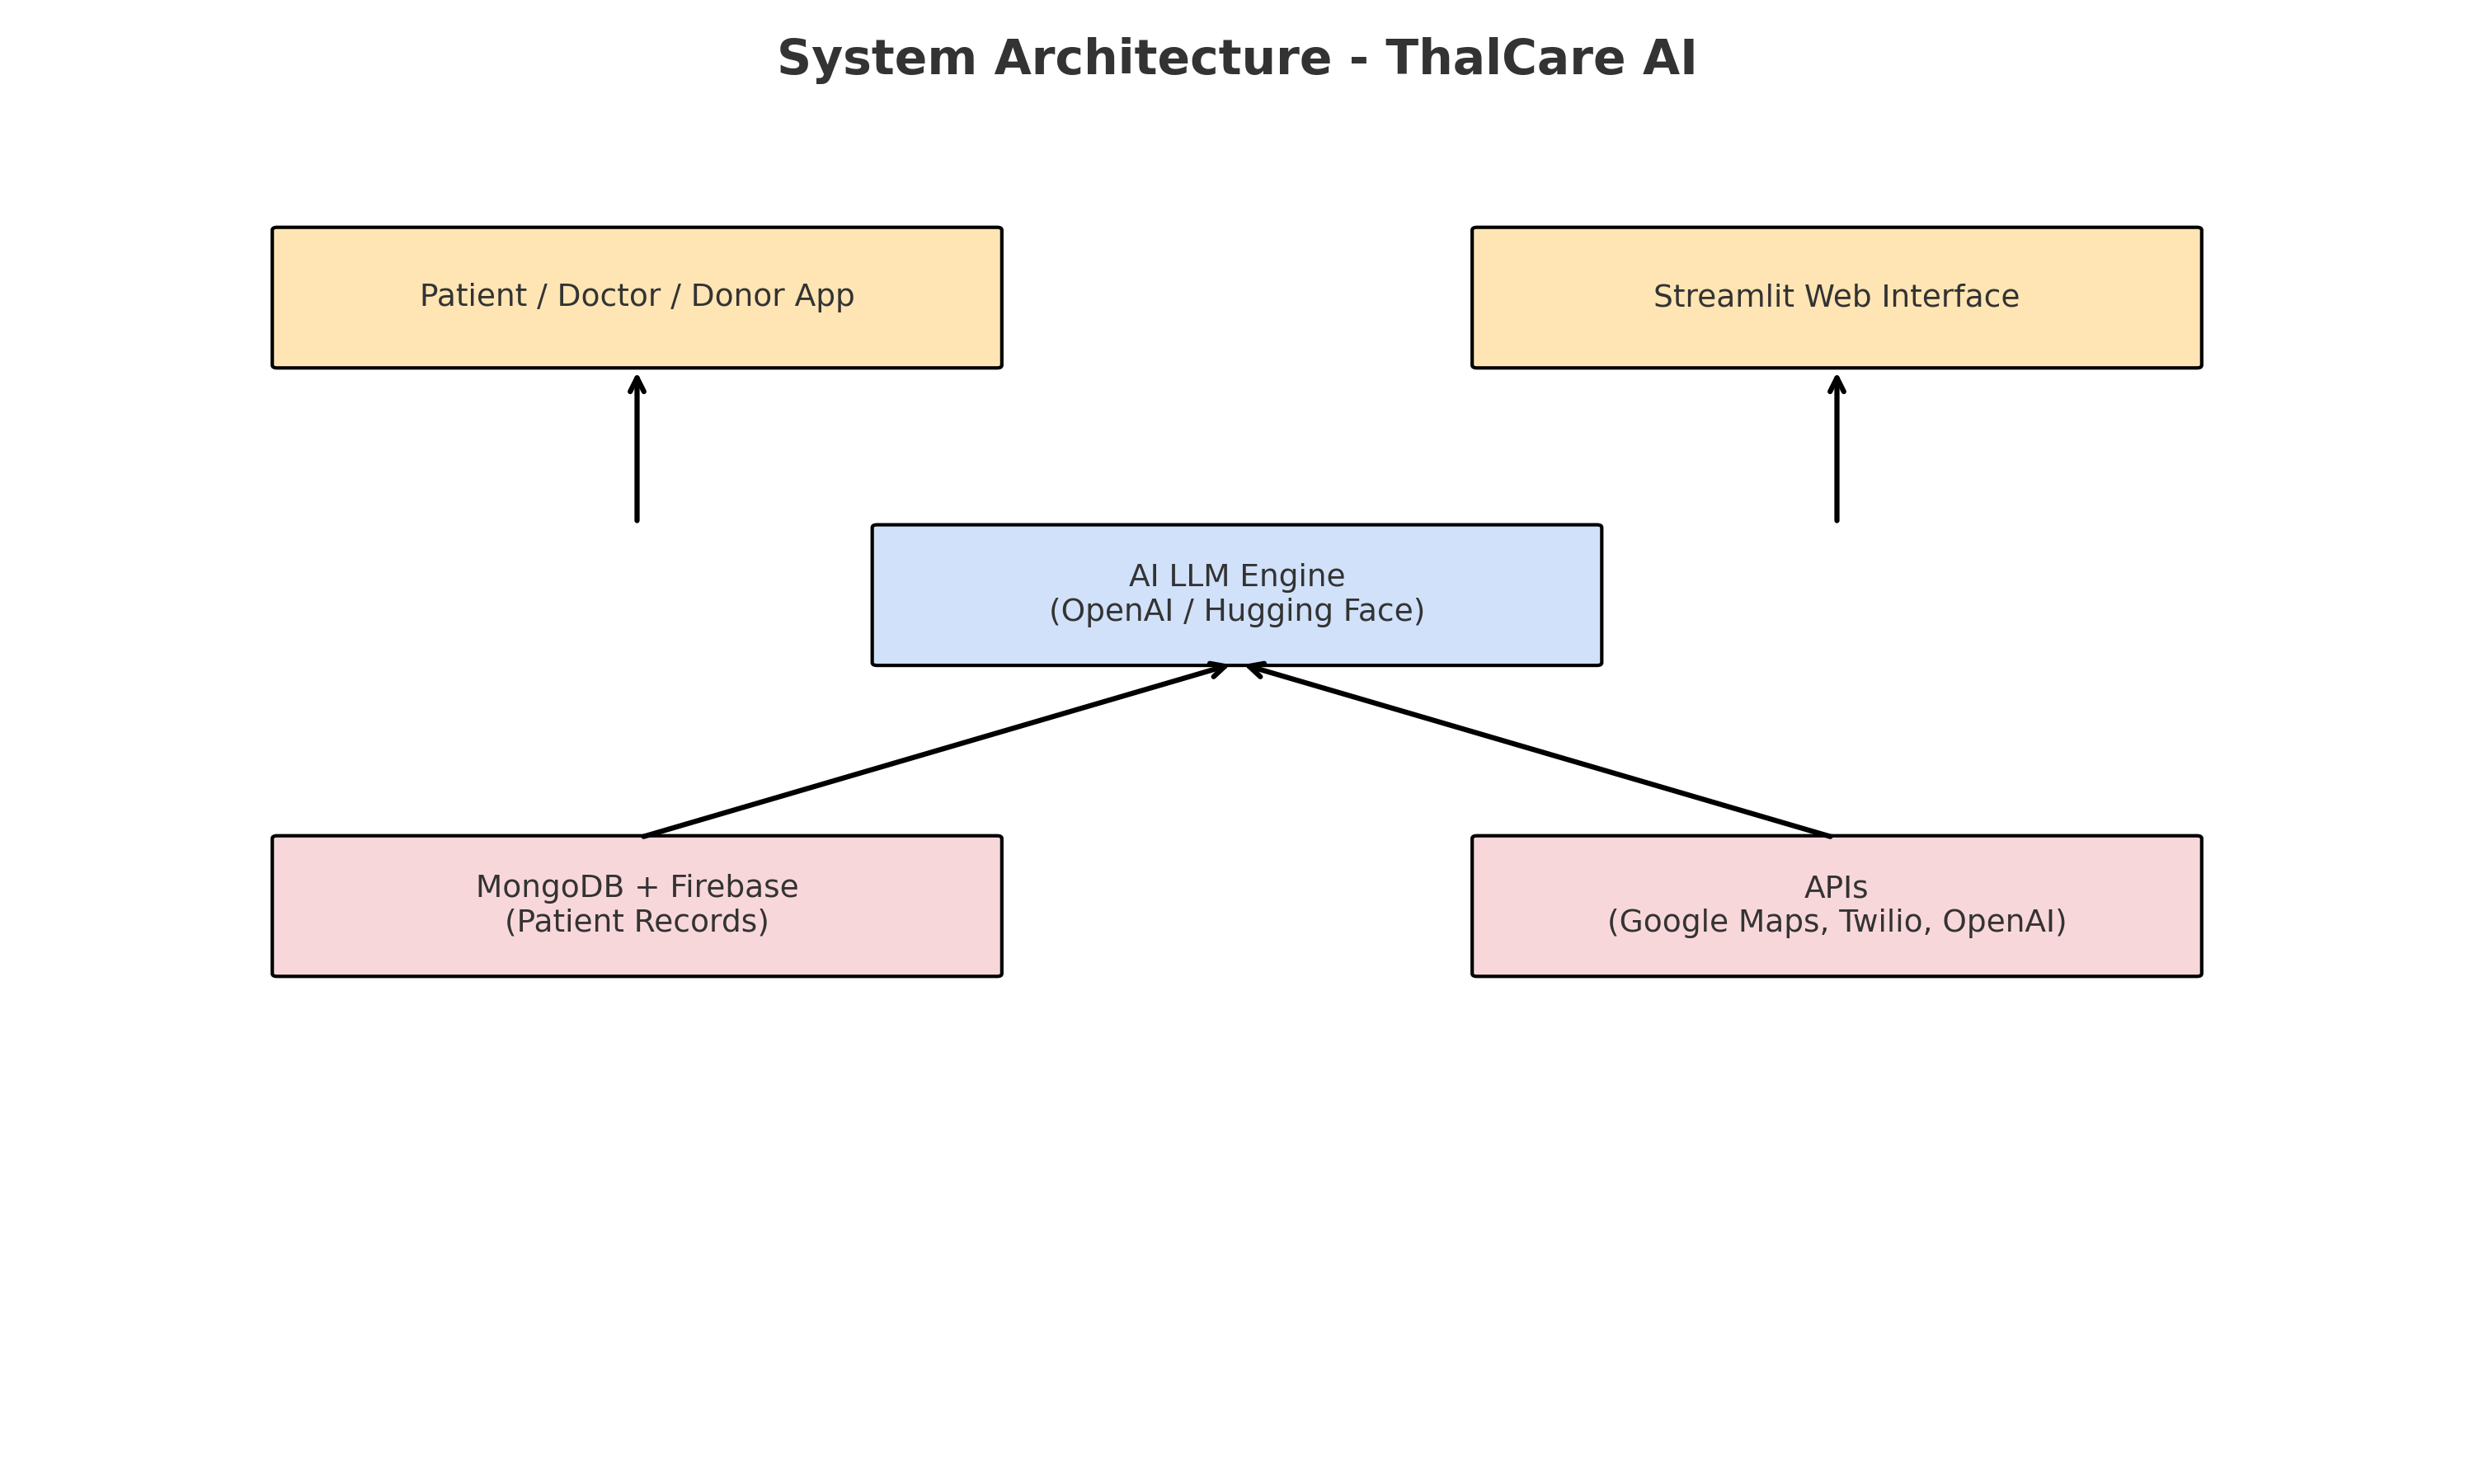 System Architecture - ThalCare AI
Patient / Doctor / Donor App
Streamlit Web Interface
AI LLM Engine
(OpenAI / Hugging Face)
MongoDB + Firebase
(Patient Records)
APIs
(Google Maps, Twilio, OpenAI)